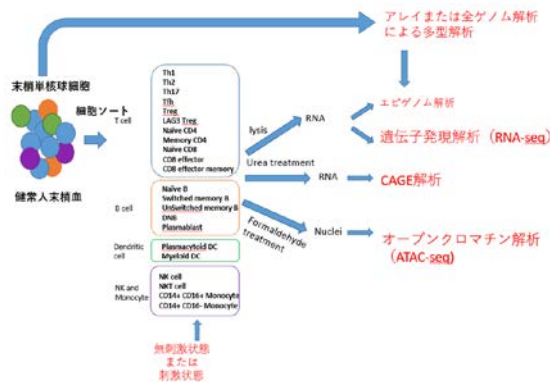 アレイまたは全ゲノム解析
による多型解析
末梢単核球細胞
細胞ソート
T cell
Th1
Th2
Th17
Tfh
Treg
LAG3 Treg
Naïve CD4
Memory CD4
Naïve CD8
CD8 effector
CD8 effector memory
lysis
RNA
エピゲノム解析
遺伝子発現解析（RNA-seq）
Urea treatment
RNA
CAGE解析
健常人末梢血
B cell
Naïve B
Switched memory B
UnSwitched memory B
DNB
Plasmablast
Formaldehyde
treatment
Nuclei
オープンクロマチン解析
（ATAC-seq)
Dendritic
cell
Plasmacytoid DC
Myeloid DC
NK and
Monocyte
NK cell
NKT cell
CD14+ CD16+ Monocyte
CD14+ CD16- Monocyte
無刺激状態
または
刺激状態